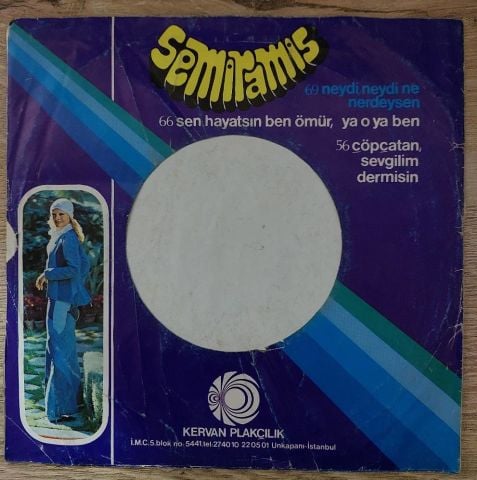 semiramis
69 neydi neydi ne
nerdeysen
66 sen hayatsın ben ömür, ya o ya ben
56 çöpçatan
sevgilim
dermisin
KERVAN PLAKÇILIK
İ.M.C.5.blok no. 5441.tel.274010 220501 Unkapanı-İstanbul